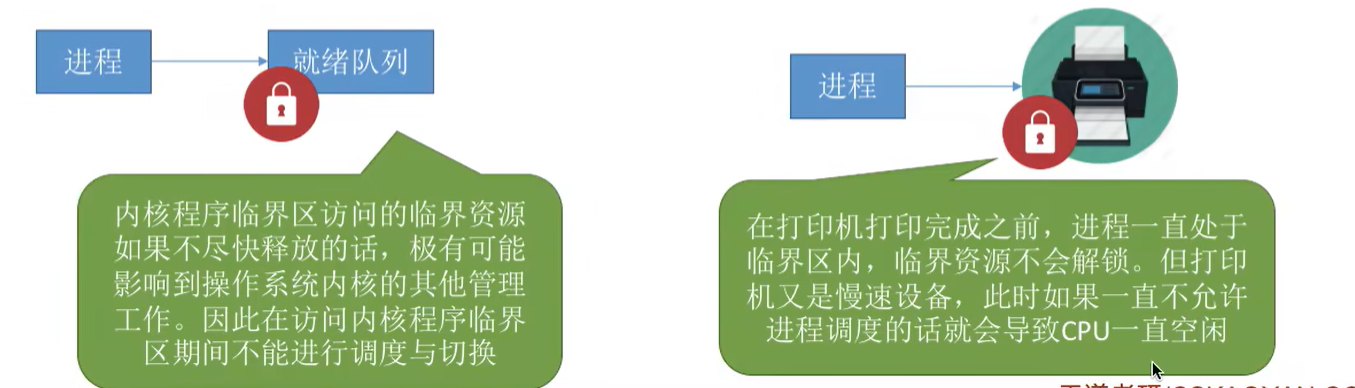 进程
就绪队列
内核程序临界区访问的临界资源
如果不尽快释放的话，极有可能
影响到操作系统内核的其他管理
工作。因此在访问内核程序临界
区期间不能进行调度与切换
进程
在打印机打印完成之前，进程一直处于
临界区内，临界资源不会解锁。但打印
机又是慢速设备，此时如果一直不允许
进程调度的话就会导致CPU一直空闲